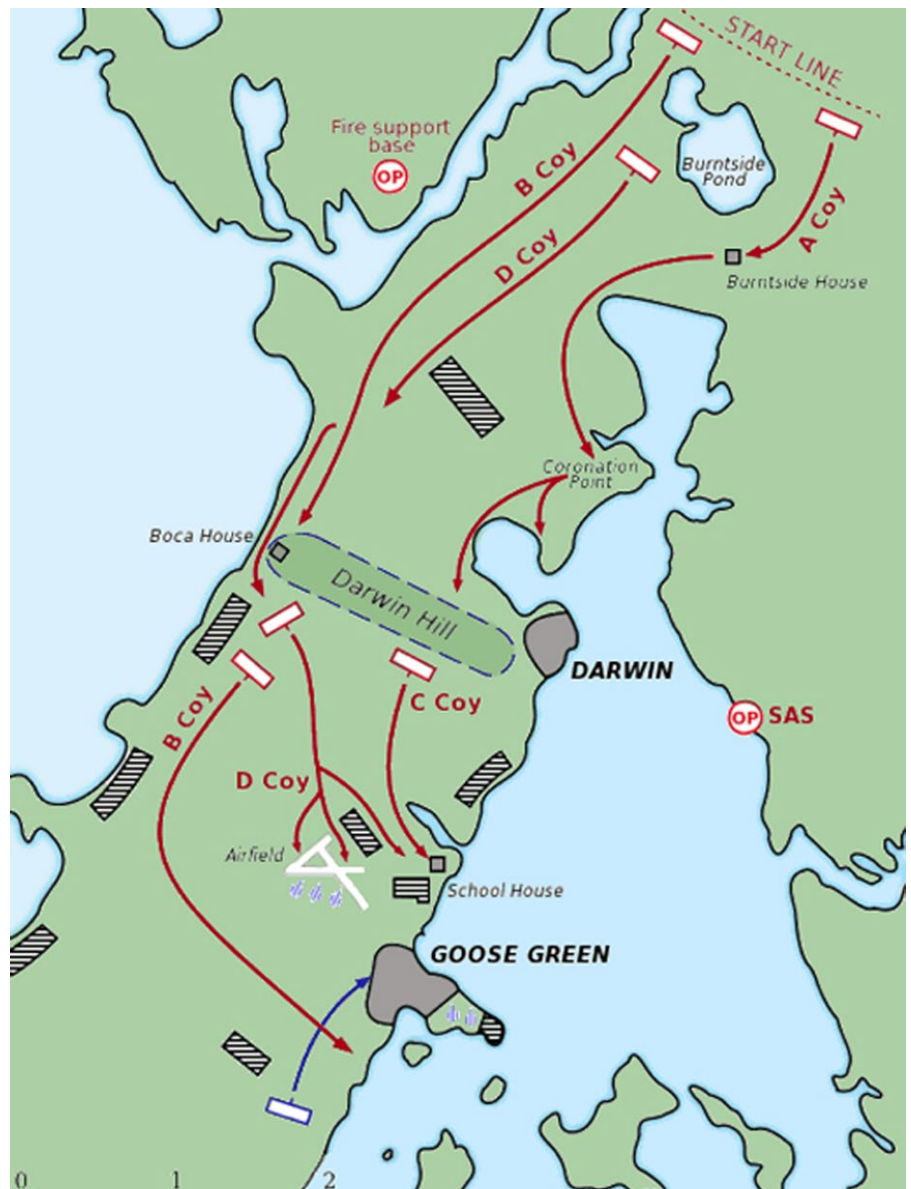 START LINE
Fire support
base
OP
B Coy
Burntside
Pond
A Coy
D Coy
Burntside House
Coronation
Point
Boca House
Darwin Hill
DARWIN
C Coy
B Coy
OP SAS
D Coy
Airfield
School House
GOOSE GREEN
0 1 2